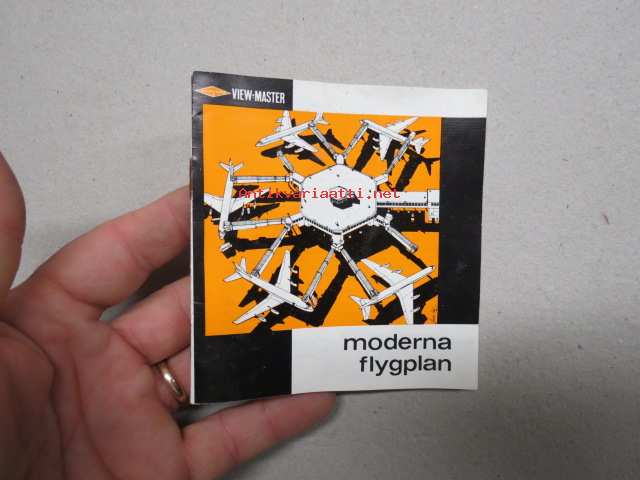 VIEW-MASTER
Antikvariaatti.net
moderna
flygplan